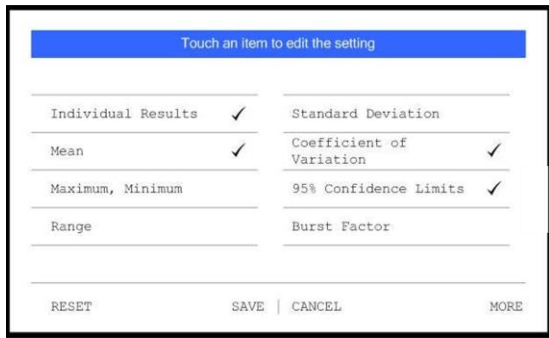 Touch an item to edit the setting
Individual Results ✓
Mean ✓
Maximum, Minimum
Range
Standard Deviation
Coefficient of
Variation ✓
95% Confidence Limits ✓
Burst Factor
RESET SAVE | CANCEL MORE